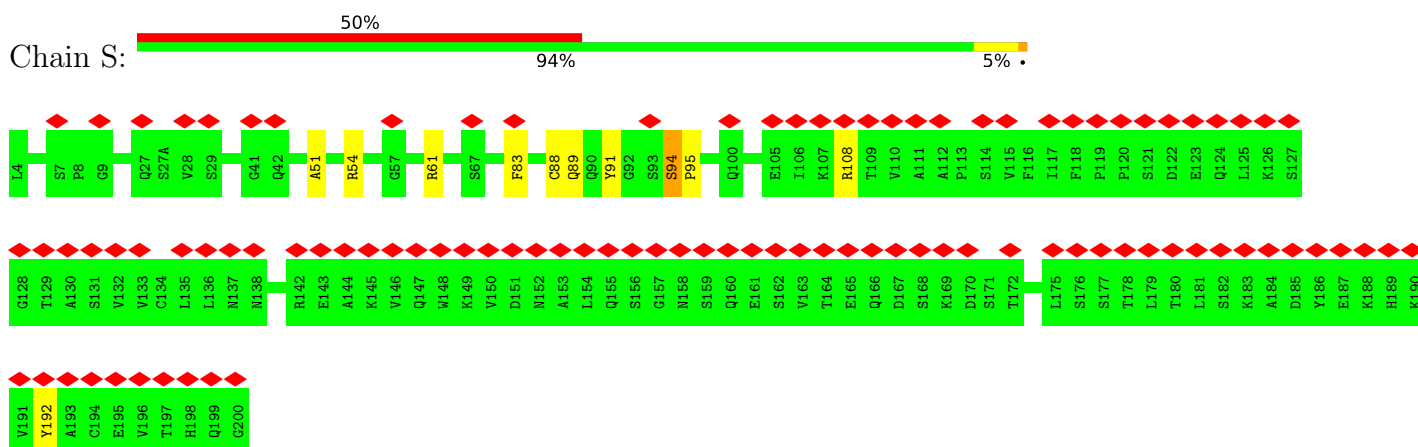 50%
Chain S:
94% 5% •
L4 S7 P8 G9 Q27 S27A V28 S29 G41 Q42 A51 R54 G57 R61 S67 F83 C88 Q89 Q90 Y91 G92 S93 S94 P95 Q100 E105 I106 K107 R108 T109 V110 A111 A112 P113 S114 V115 F116 I117 F118 P119 P120 S121 D122 E123 Q124 L125 K126 S127
G128 T129 A130 S131 V132 V133 C134 L135 L136 N137 N138 R142 E143 A144 K145 V146 Q147 W148 K149 V150 D151 N152 A153 L154 Q155 S156 G157 N158 S159 Q160 E161 S162 V163 T164 E165 Q166 D167 S168 K169 D170 S171 T172 L175 S176 S177 T178 L179 T180 L181 S182 K183 A184 D185 Y186 E187 K188 H189 K190
V191 Y192 A193 C194 E195 V196 T197 H198 Q199 G200